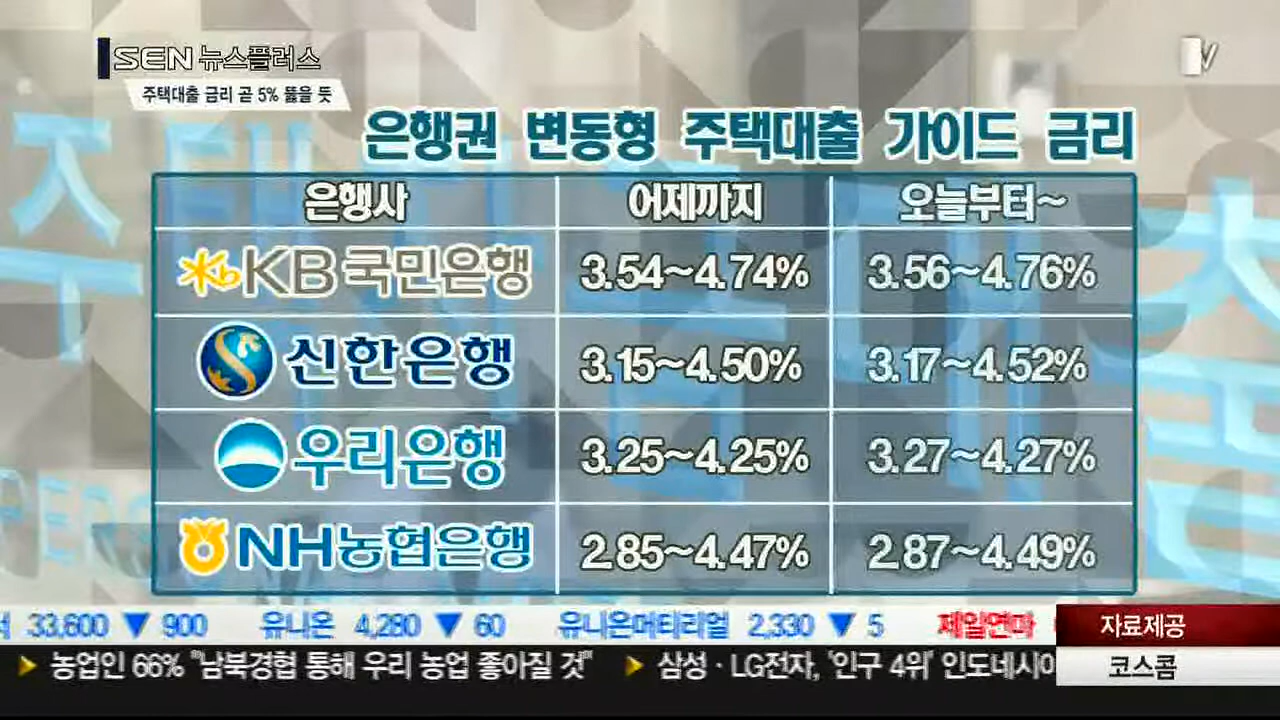 SEN 뉴스플러스
주택대출 금리 곧 5% 뚫을 듯
은행권 변동형 주택대출 가이드 금리
은행사 어제까지 오늘부터~
KB국민은행 3.54~4.74% 3.56~4.76%
신한은행 3.15~4.50% 3.17~4.52%
우리은행 3.25~4.25% 3.27~4.27%
NH농협은행 2.85~4.47% 2.87~4.49%
33,600 ▼ 900 유니온 4,280 ▼ 60 유니온머티리얼 2,330 ▼ 5 제일연마
자료제공
농업인 66% "남북경협 통해 우리 농업 좋아질 것" 삼성·LG전자, '인구 4위' 인도네시아
코스콤